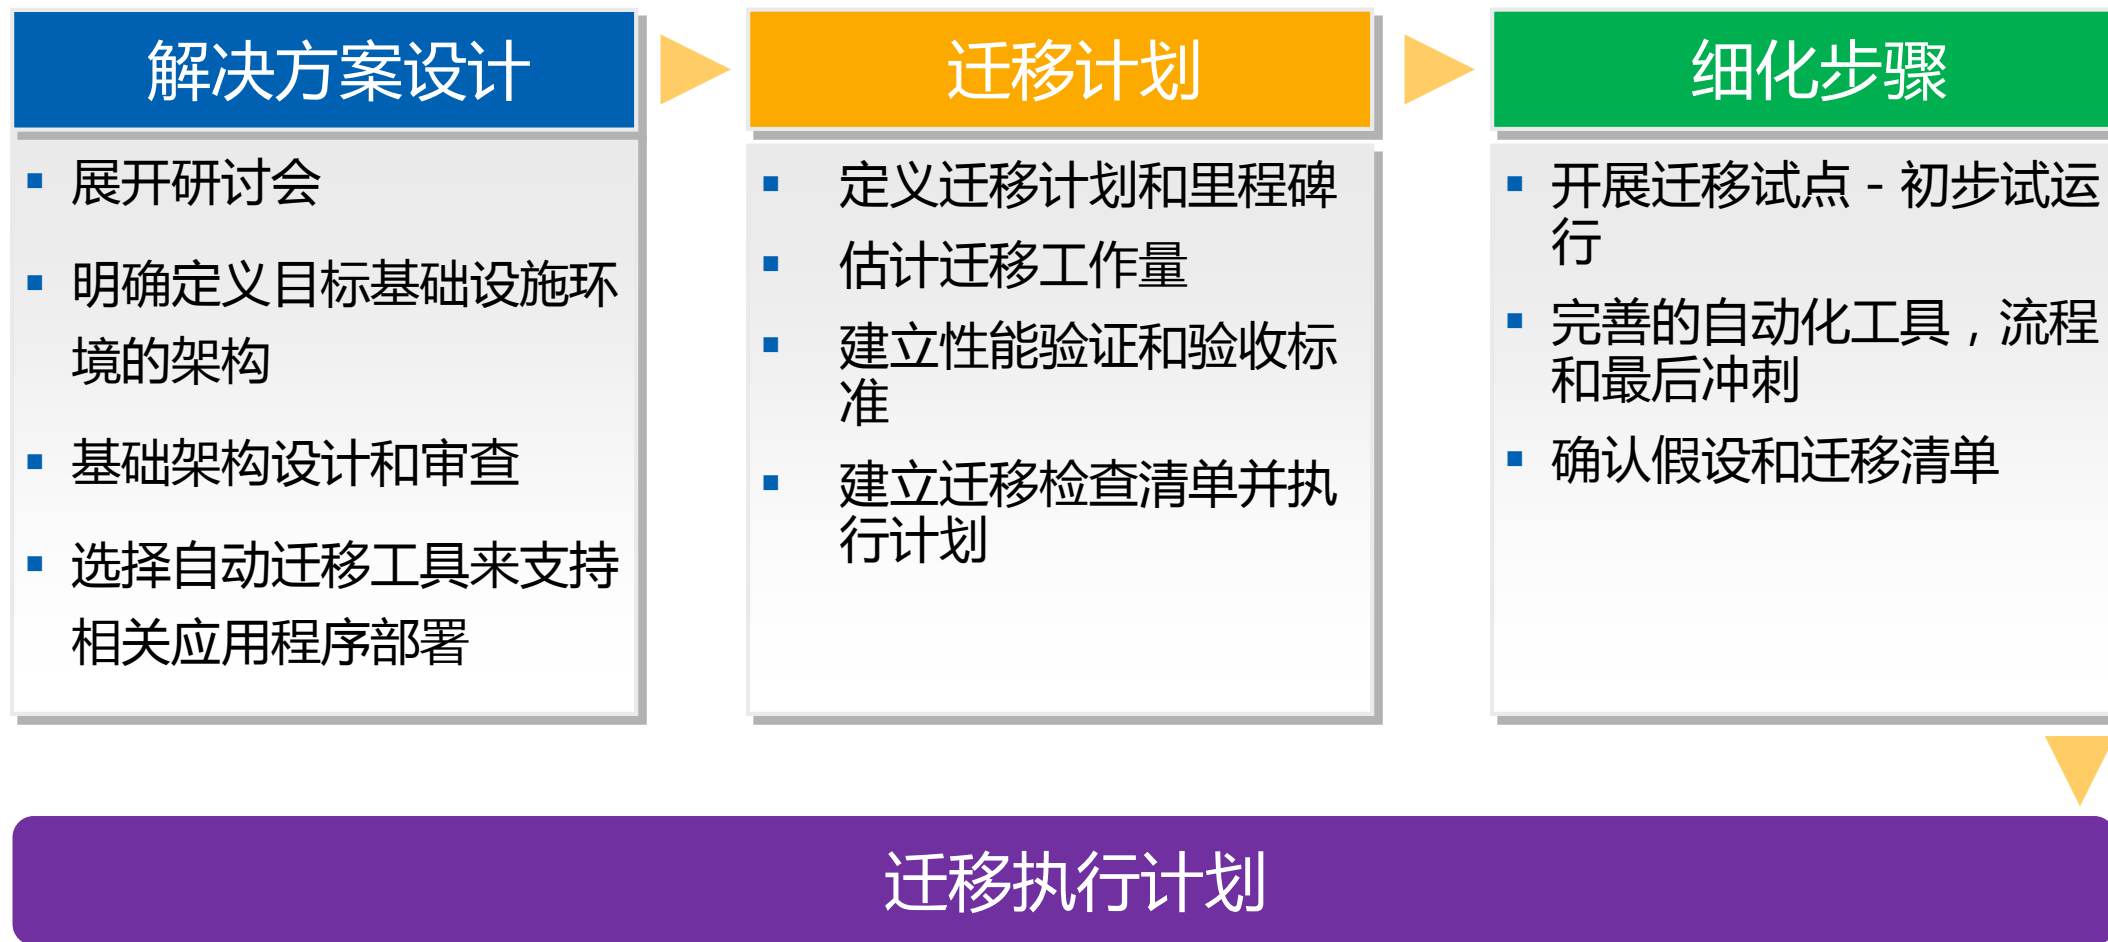 解决方案设计
展开研讨会
明确定义目标基础设施环
境的架构
基础架构设计和审查
选择自动迁移工具来支持
相关应用程序部署
迁移计划
定义迁移计划和里程碑
估计迁移工作量
建立性能验证和验收标
准
建立迁移检查清单并执
行计划
细化步骤
开展迁移试点 - 初步试运
行
完善的自动化工具，流程
和最后冲刺
确认假设和迁移清单
迁移执行计划